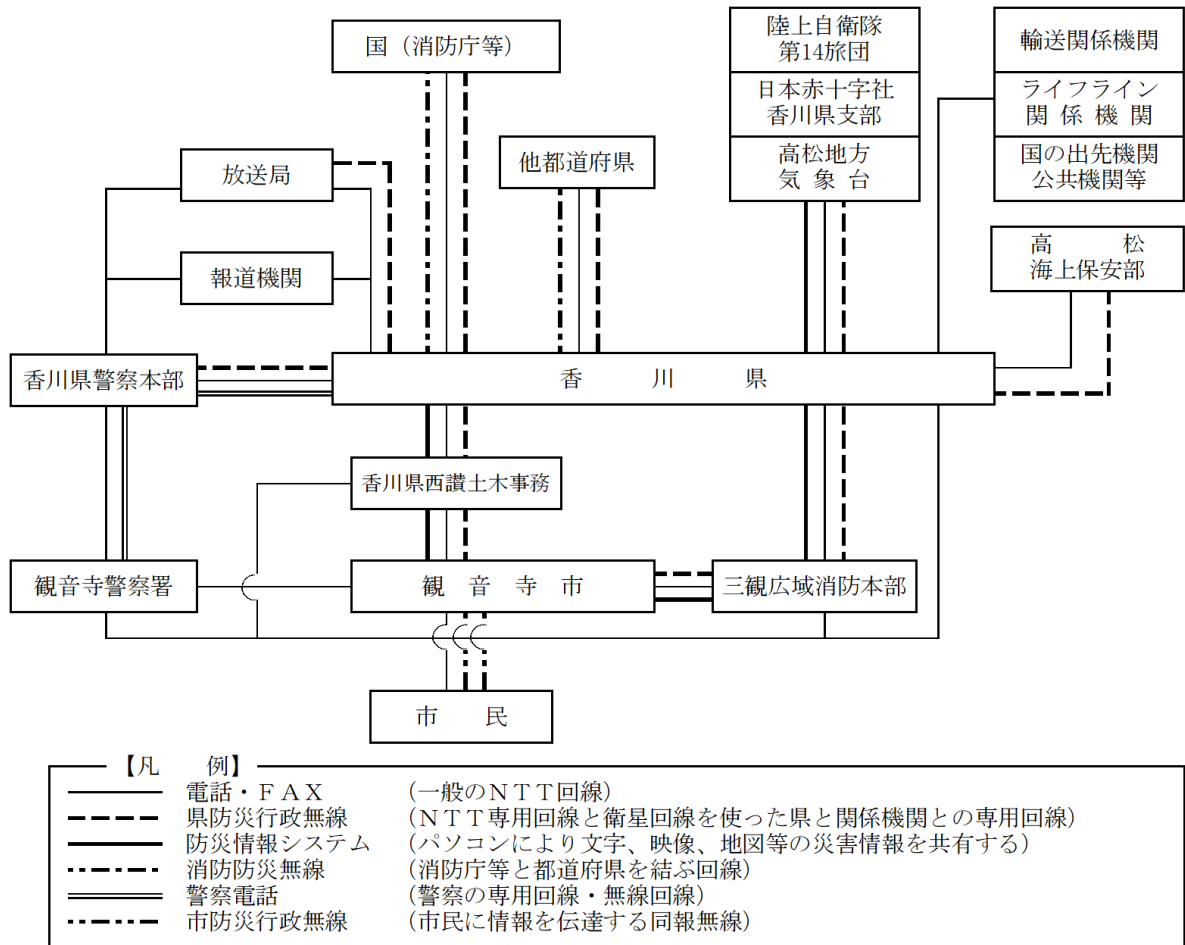 国（消防庁等）
陸上自衛隊
第14旅団
日本赤十字社
香川県支部
高松地方
気象台
輸送関係機関
ライフライン
関係機関
国の出先機関
公共機関等
放送局
他都道府県
報道機関
高松
海上保安部
香川県警察本部
香川県
香川県西讃土木事務
観音寺警察署
観音寺市
三観広域消防本部
市民
【凡例】
電話・ＦＡＸ（一般のＮＴＴ回線）
県防災行政無線（ＮＴＴ専用回線と衛星回線を使った県と関係機関との専用回線）
防災情報システム（パソコンにより文字、映像、地図等の災害情報を共有する）
消防防災無線（消防庁等と都道府県を結ぶ回線）
警察電話（警察の専用回線・無線回線）
市防災行政無線（市民に情報を伝達する同報無線）